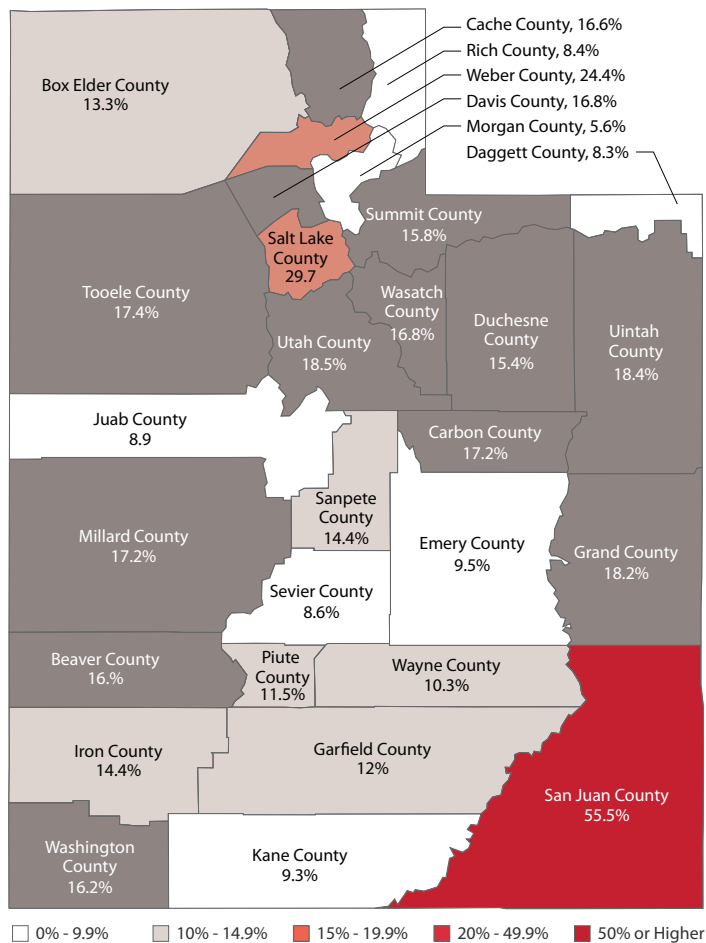 Cache County, 16.6%
Rich County, 8.4%
Weber County, 24.4%
Davis County, 16.8%
Morgan County, 5.6%
Daggett County, 8.3%
Box Elder County
13.3%
Summit County
15.8%
Salt Lake
County
29.7
Tooele County
17.4%
Wasatch
County
16.8%
Duchesne
County
15.4%
Uintah
County
18.4%
Utah County
18.5%
Juab County
8.9
Carbon County
17.2%
Sanpete
County
14.4%
Millard County
17.2%
Emery County
9.5%
Grand County
18.2%
Sevier County
8.6%
Beaver County
16.%
Piute
County
11.5%
Wayne County
10.3%
Iron County
14.4%
Garfield County
12%
San Juan County
55.5%
Washington
County
16.2%
Kane County
9.3%
0% - 9.9%
10% - 14.9%
15% - 19.9%
20% - 49.9%
50% or Higher